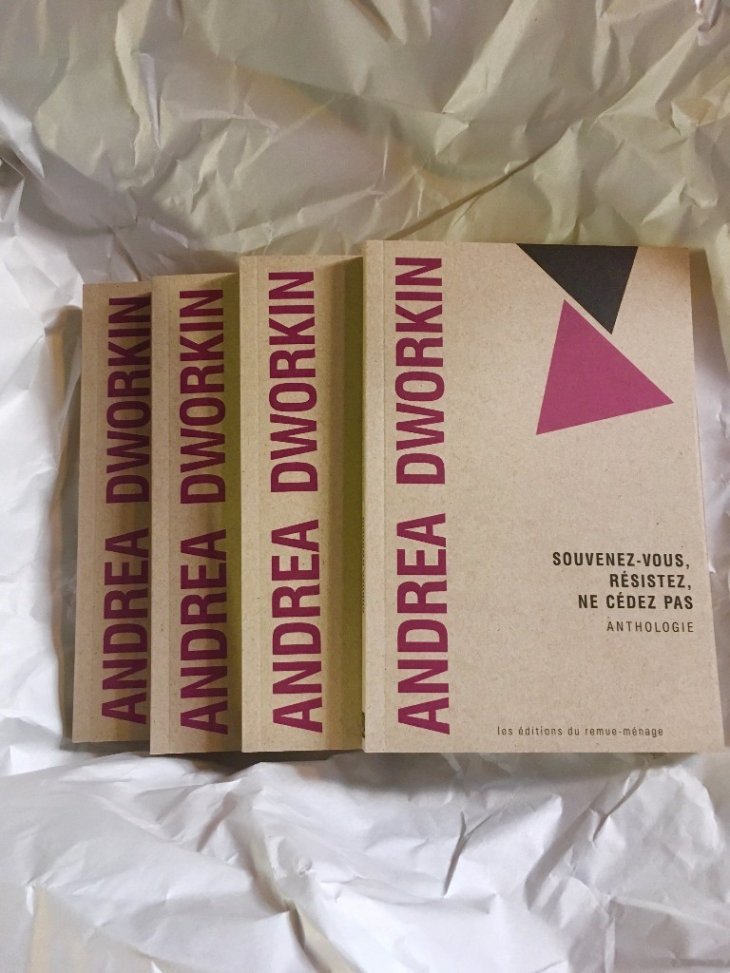 ANDREA DWORKIN
ANDREA DWORKIN
ANDREA DWORKIN
ANDREA DWORKIN
SOUVENEZ-VOUS,
RÉSISTEZ,
NE CÉDEZ PAS
ANTHOLOGIE
les éditions du remue-ménage